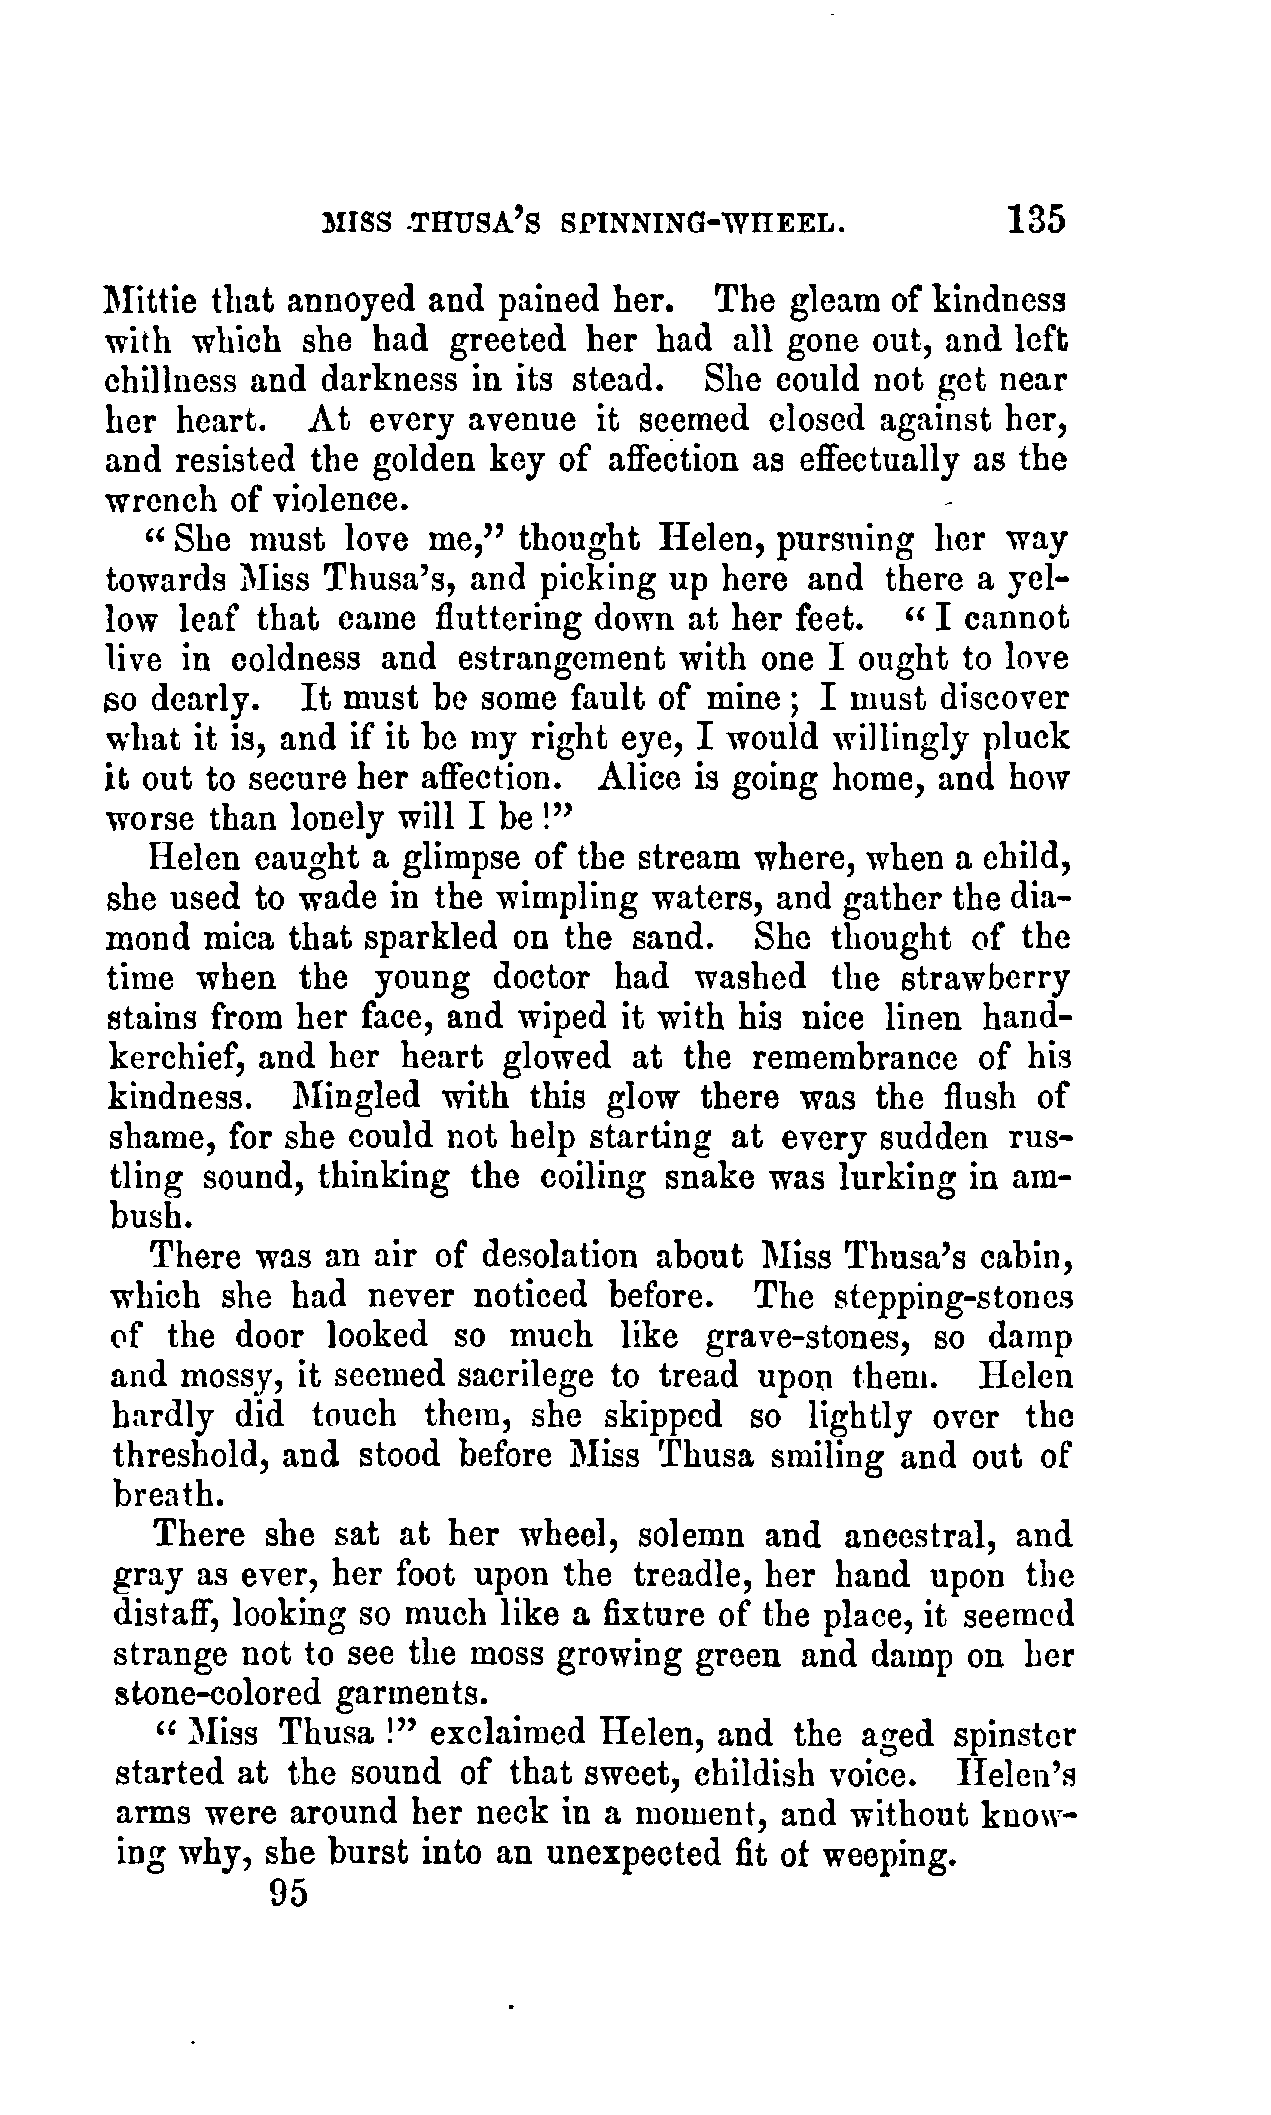 MISS THUSA'S SPINNING-WHEEL. 135
Mittie that annoyed and pained her. The gleam of kindness
with which she had greeted her had all gone out, and left
chillness and darkness in its stead. She could not get near
her heart. At every avenue it seemed closed against her,
and resisted the golden key of affection as effectually as the
wrench of violence.
"She must love me," thought Helen, pursuing her way
towards Miss Thusa's, and picking up here and there a yel-
low leaf that came fluttering down at her feet. "I cannot
live in coldness and estrangement with one I ought to love
so dearly. It must be some fault of mine; I must discover
what it is, and if it be my right eye, I would willingly pluck
it out to secure her affection. Alice is going home, and how
worse than lonely will I be!"
Helen caught a glimpse of the stream where, when a child,
she used to wade in the wimpling waters, and gather the dia-
mond mica that sparkled on the sand. She thought of the
time when the young doctor had washed the strawberry
stains from her face, and wiped it with his nice linen hand-
kerchief, and her heart glowed at the remembrance of his
kindness. Mingled with this glow there was the flush of
shame, for she could not help starting at every sudden rus-
tling sound, thinking the coiling snake was lurking in am-
bush.
There was an air of desolation about Miss Thusa's cabin,
which she had never noticed before. The stepping-stones
of the door looked so much like grave-stones, so damp
and mossy, it seemed sacrilege to tread upon them. Helen
hardly did touch them, she skipped so lightly over the
threshold, and stood before Miss Thusa smiling and out of
breath.
There she sat at her wheel, solemn and ancestral, and
gray as ever, her foot upon the treadle, her hand upon the
distaff, looking so much like a fixture of the place, it seemed
strange not to see the moss growing green and damp on her
stone-colored garments.
"Miss Thusa!" exclaimed Helen, and the aged spinster
started at the sound of that sweet, childish voice. Helen's
arms were around her neck in a moment, and without know-
ing why, she burst into an unexpected fit of weeping.
95